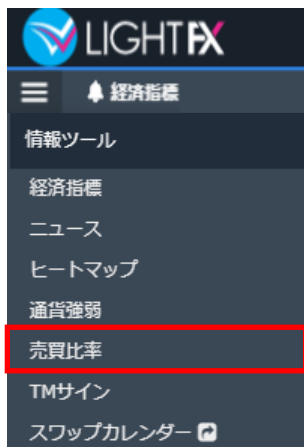 LIGHT FX
経済指標
情報ツール
経済指標
ニュース
ヒートマップ
通貨強弱
売買比率
TMサイン
スワップカレンダー